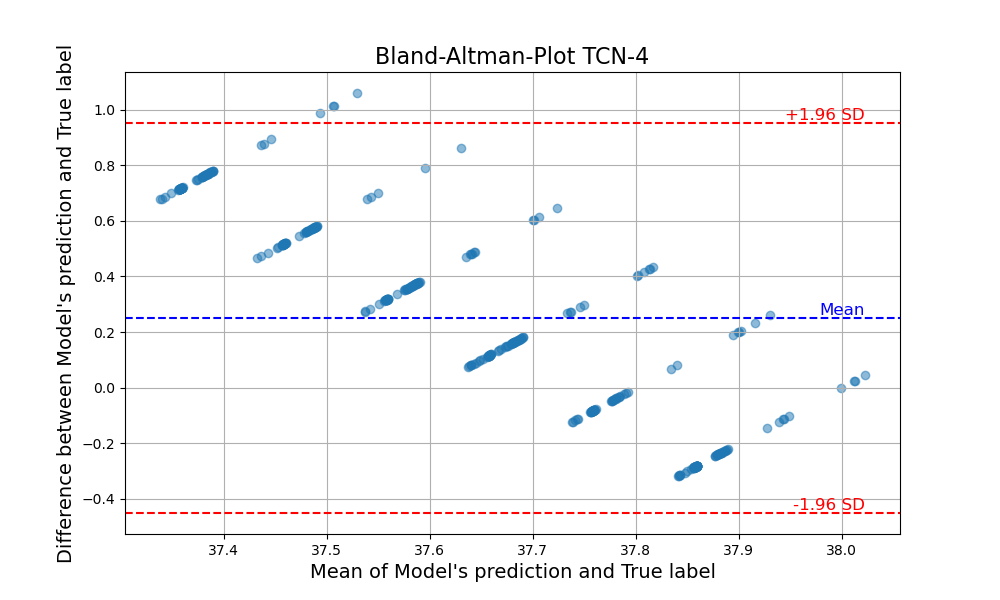 Bland-Altman-Plot TCN-4
Difference between Model's prediction and True label
1.0
0.8
0.6
0.4
0.2
0.0
−0.2
−0.4
+1.96 SD
Mean
-1.96 SD
37.4 37.5 37.6 37.7 37.8 37.9 38.0
Mean of Model's prediction and True label